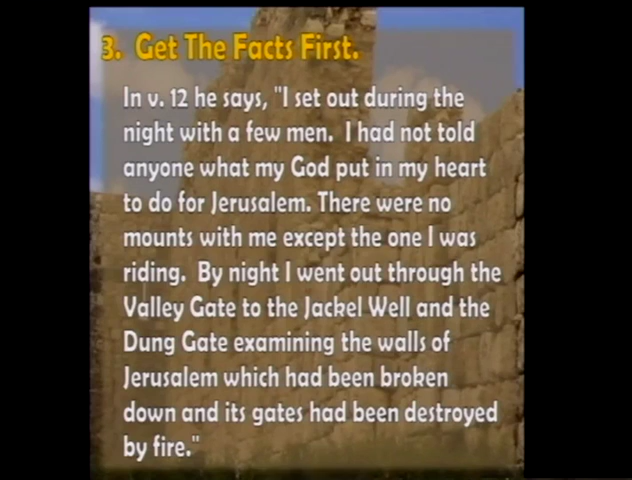 3. Get The Facts First.
In v. 12 he says, "I set out during the
night with a few men. I had not told
anyone what my God put in my heart
to do for Jerusalem. There were no
mounts with me except the one I was
riding. By night I went out through the
Valley Gate to the Jackel Well and the
Dung Gate examining the walls of
Jerusalem which had been broken
down and its gates had been destroyed
by fire."